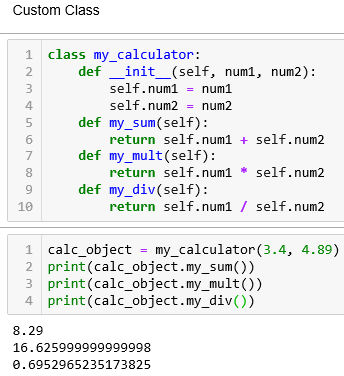 Custom Class
1 class my_calculator:
2     def __init__(self, num1, num2):
3         self.num1 = num1
4         self.num2 = num2
5     def my_sum(self):
6         return self.num1 + self.num2
7     def my_mult(self):
8         return self.num1 * self.num2
9     def my_div(self):
10         return self.num1 / self.num2
1 calc_object = my_calculator(3.4, 4.89)
2 print(calc_object.my_sum())
3 print(calc_object.my_mult())
4 print(calc_object.my_div())
8.29
16.625999999999998
0.6952965235173825